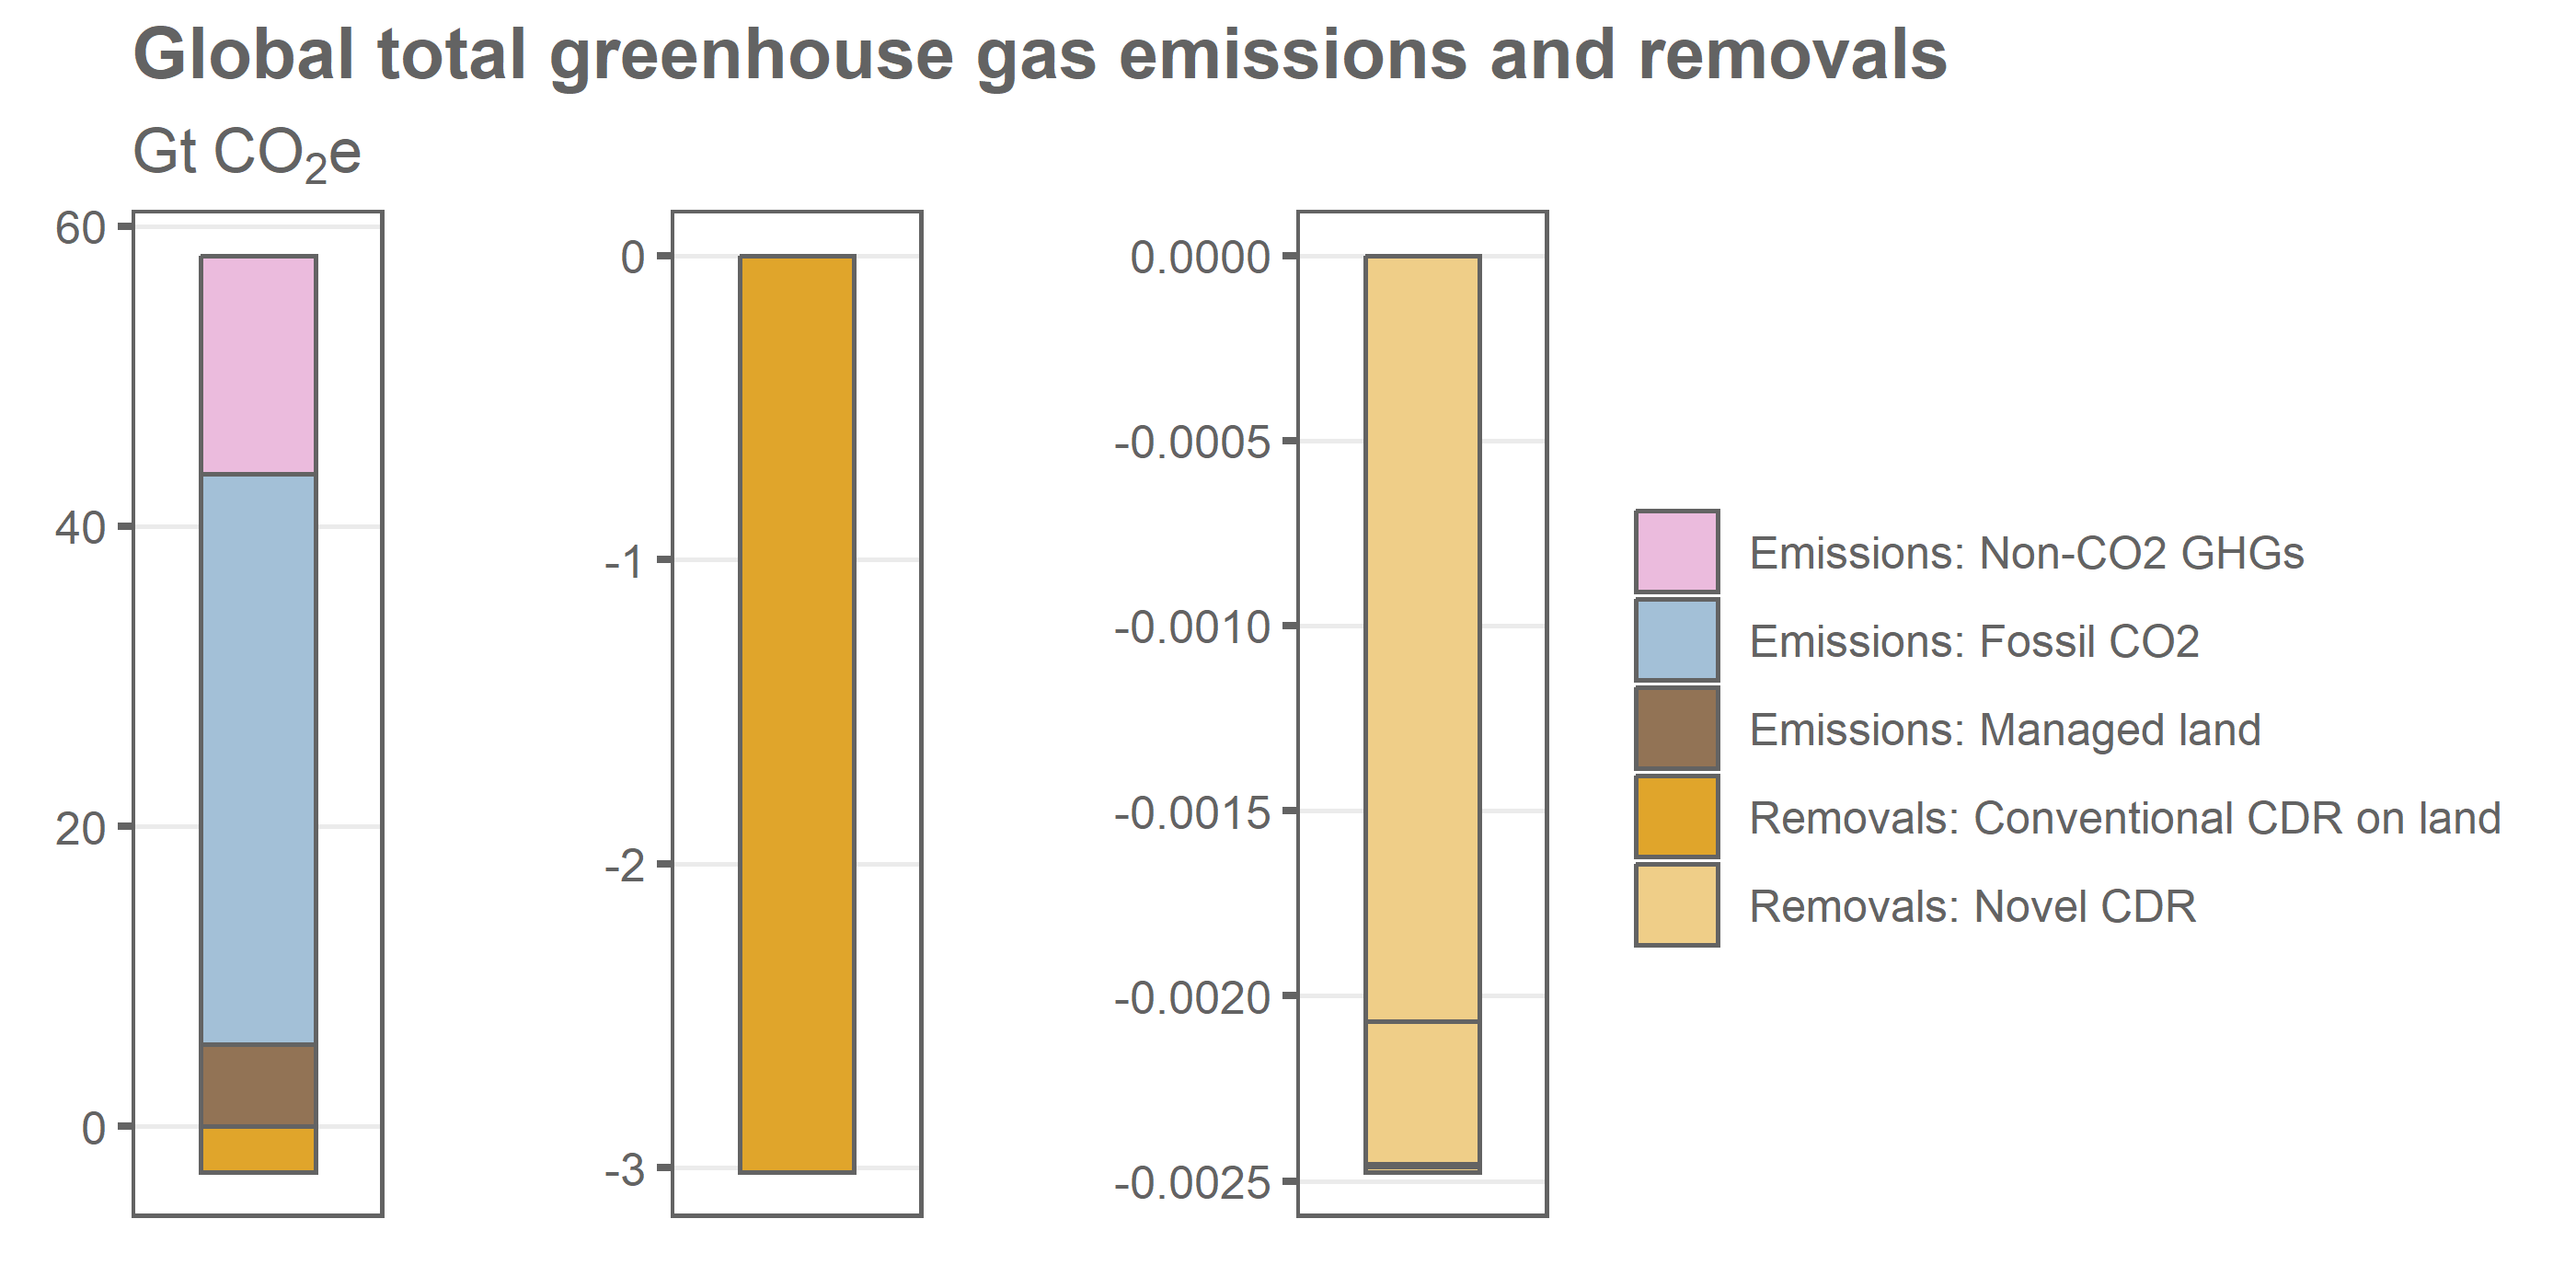 Global total greenhouse gas emissions and removals
Gt CO₂e
60
40
20
0
0
-1
-2
-3
0.0000
-0.0005
-0.0010
-0.0015
-0.0020
-0.0025
Emissions: Non-CO2 GHGs
Emissions: Fossil CO2
Emissions: Managed land
Removals: Conventional CDR on land
Removals: Novel CDR